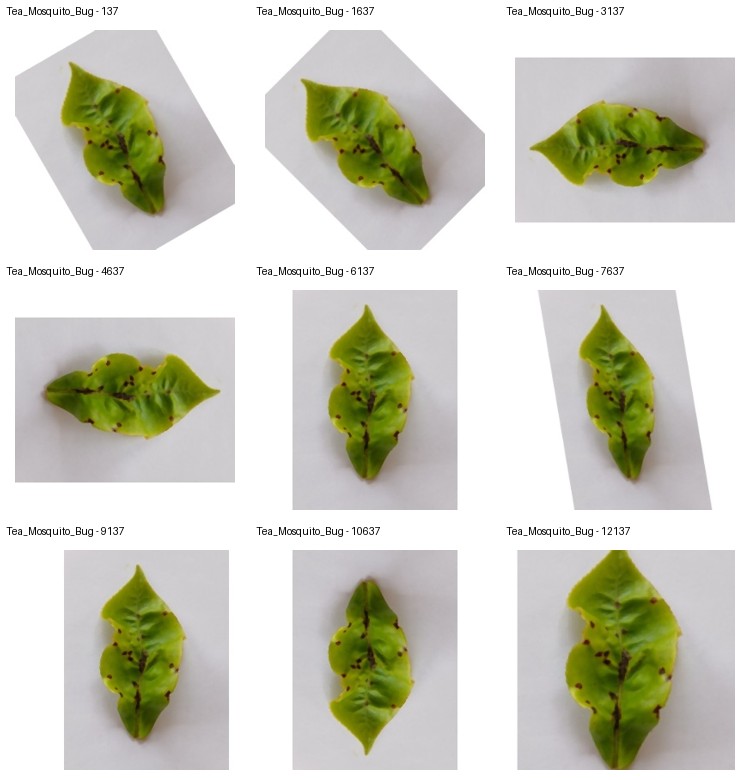 Tea_Mosquito_Bug - 137
Tea_Mosquito_Bug - 1637
Tea_Mosquito_Bug - 3137
Tea_Mosquito_Bug - 4637
Tea_Mosquito_Bug - 6137
Tea_Mosquito_Bug - 7637
Tea_Mosquito_Bug - 9137
Tea_Mosquito_Bug - 10637
Tea_Mosquito_Bug - 12137